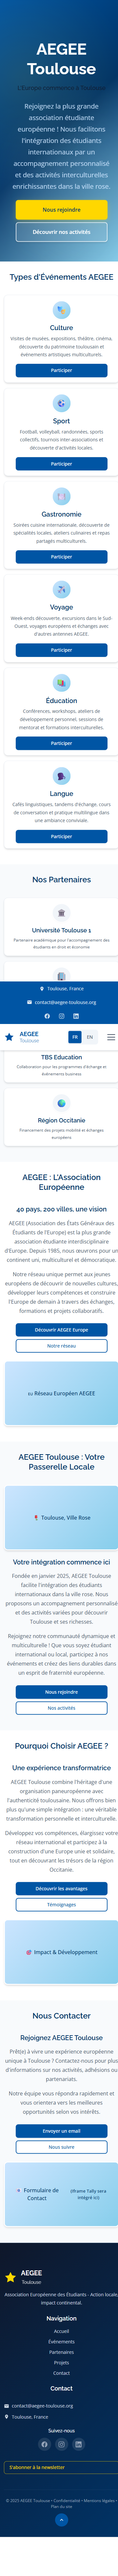 AEGEE
Toulouse
L'Europe commence à Toulouse
Rejoignez la plus grande
association étudiante
européenne ! Nous facilitons
l'intégration des étudiants
internationaux par un
accompagnement personnalisé
et des activités interculturelles
enrichissantes dans la ville rose.
Nous rejoindre
Découvrir nos activités
Types d'Événements AEGEE
Culture
Visites de musées, expositions, théâtre, cinéma,
découverte du patrimoine toulousain et
événements artistiques multiculturels.
Participer
Sport
Football, volleyball, randonnées, sports
collectifs, tournois inter-associations et
découverte d'activités locales.
Participer
Gastronomie
Soirées cuisine internationale, découverte de
spécialités locales, ateliers culinaires et repas
partagés multiculturels.
Participer
Voyage
Week-ends découverte, excursions dans le Sud-
Ouest, voyages européens et échanges avec
d'autres antennes AEGEE.
Participer
Éducation
Conférences, workshops, ateliers de
développement personnel, sessions de
mentorat et formations interculturelles.
Participer
Langue
Cafés linguistiques, tandems d'échange, cours
de conversation et pratique multilingue dans
une ambiance conviviale.
Participer
Nos Partenaires
Université Toulouse 1
Partenaire académique pour l'accompagnement des
étudiants en droit et économie
Toulouse, France
contact@aegee-toulouse.org
AEGEE
Toulouse
FR
EN
TBS Education
Collaboration pour les programmes d'échange et
événements business
Région Occitanie
Financement des projets mobilité et échanges
européens
AEGEE : L'Association
Européenne
40 pays, 200 villes, une vision
AEGEE (Association des États Généraux des
Étudiants de l'Europe) est la plus grande
association étudiante interdisciplinaire
d'Europe. Depuis 1985, nous œuvrons pour un
continent uni, multiculturel et démocratique.
Notre réseau unique permet aux jeunes
européens de découvrir de nouvelles cultures,
développer leurs compétences et construire
l'Europe de demain à travers des échanges,
formations et projets collaboratifs.
Découvrir AEGEE Europe
Notre réseau
Réseau Européen AEGEE
AEGEE Toulouse : Votre
Passerelle Locale
Toulouse, Ville Rose
Votre intégration commence ici
Fondée en janvier 2025, AEGEE Toulouse
facilite l'intégration des étudiants
internationaux dans la ville rose. Nous
proposons un accompagnement personnalisé
et des activités variées pour découvrir
Toulouse et ses richesses.
Rejoignez notre communauté dynamique et
multiculturelle ! Que vous soyez étudiant
international ou local, participez à nos
événements et créez des liens durables dans
un esprit de fraternité européenne.
Nous rejoindre
Nos activités
Pourquoi Choisir AEGEE ?
Une expérience transformatrice
AEGEE Toulouse combine l'héritage d'une
organisation paneuropéenne avec
l'authenticité locale toulousaine. Nous offrons bien
plus qu'une simple intégration : une véritable
transformation personnelle et interculturelle.
Développez vos compétences, élargissez votre
réseau international et participez à la
construction d'une Europe unie et solidaire,
tout en découvrant les trésors de la région
Occitanie.
Découvrir les avantages
Témoignages
Impact & Développement
Nous Contacter
Rejoignez AEGEE Toulouse
Prêt(e) à vivre une expérience européenne
unique à Toulouse ? Contactez-nous pour plus
d'informations sur nos activités, adhésions ou
partenariats.
Notre équipe vous répondra rapidement et
vous orientera vers les meilleures
opportunités selon vos intérêts.
Envoyer un email
Nous suivre
Formulaire de
Contact
(Iframe Tally sera
intégré ici)
AEGEE
Toulouse
Association Européenne des Étudiants - Action locale,
impact continental.
Navigation
Accueil
Événements
Partenaires
Projets
Contact
Contact
contact@aegee-toulouse.org
Toulouse, France
Suivez-nous
S'abonner à la newsletter
© 2025 AEGEE Toulouse • Confidentialité • Mentions légales •
Plan du site